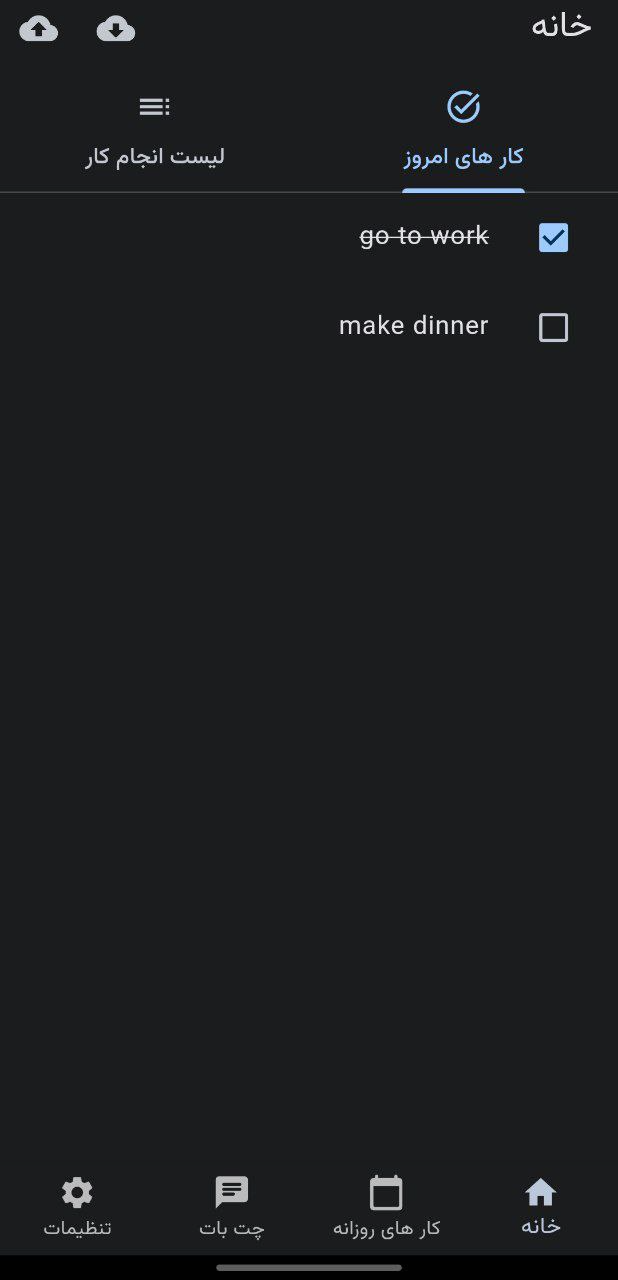 خانه
کار های امروز
لیست انجام کار
go to work
make dinner
خانه
کار های روزانه
چت بات
تنظیمات